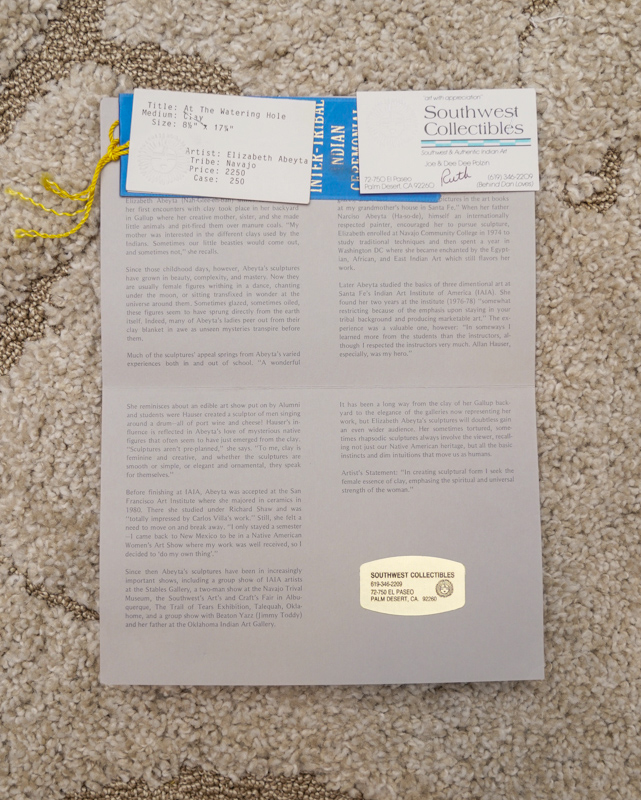 Title: At The Watering Hole
Medium: Clay
Size: 8½" x 17½"
Artist: Elizabeth Abeyta
Tribe: Navajo
Price: 2250
Case: 250
INTER-TRIBAL
INDIAN
CEREMONIAL
art with appreciation
Southwest
Collectibles
Southwest & Authentic Indian Art
Joe & Dee Dee
Ruth
72-750 El Paseo
Palm Desert, CA 92260
(619) 346-2209
(Behind Dan Loves)
Elizabeth Abeyta
her first encounters with clay took place in her backyard
in Gallup where her creative mother, sister, and she made
little animals and pit-fired them over manure coals. "My
mother was interested in the different clays used by the
Indians. Sometimes our little beasties would come out,
and sometimes not," she recalls.
Since those childhood days, however, Abeyta's sculptures
have grown in beauty, complexity, and mastery. Now they
are usually female figures writhing in a dance, chanting
under the moon, or sitting transfixed in wonder at the
universe around them. Sometimes glazed, sometimes oiled,
these figures seem to have sprung directly from the earth
itself. Indeed, many of Abeyta's ladies peer out from their
clay blanket in awe as unseen mysteries transpire before
them.
Much of the sculptures' appeal springs from Abeyta's varied
experiences both in and out of school. "A wonderful
in the art books
at my grandmother's house in Santa Fe." When her father
Narciso Abeyta (Ha-so-de), himself an internationally
respected painter, encouraged her to pursue sculpture,
Elizabeth enrolled at Navajo Community College in 1974 to
study traditional techniques and then spent a year in
Washington DC where she became enchanted by the Egypt-
ian, African, and East Indian Art which still flavors her
work.
Later Abeyta studied the basics of three dimensional art at
Santa Fe's Indian Art Institute of America (IAIA). She
found her two years at the institute (1976-78) "somewhat
restricting because of the emphasis upon staying in your
tribal background and producing marketable art." The ex-
perience was a valuable one, however: "In someways I
learned more from the students than the instructors, al-
though I respected the instructors very much. Allan Hauser,
especially, was my hero."
She reminisces about an edible art show put on by Alumni
and students were Hauser created a sculpture of man singing
around a drum—all of port wine and cheese! Hauser's in-
fluence is reflected in Abeyta's love of mysterious native
figures that often seem to have just emerged from the clay.
"Sculptures aren't pre-planned," she says. "To me, clay is
feminine and creative, and whether the sculptures are
smooth or simple, or elegant and ornamental, they speak
for themselves."
Before finishing at IAIA, Abeyta was accepted at the San
Francisco Art Institute where she majored in ceramics in
1980. There she studied under Richard Shaw and was
"totally impressed by Carlos Villa's work." Still, she felt a
need to move on and break away. "I only stayed a semester
—I came back to New Mexico to be in a Native American
Women's Art Show where my work was well received, so I
decided to 'do my own thing'."
Since then Abeyta's sculptures have been in increasingly
important shows, including a group show of IAIA artists
at the Stables Gallery, a two-man show at the Navajo Trival
Museum, the Southwest's Art's and Craft's Fair in Albu-
querque, The Trail of Tears Exhibition, Talequah, Okla-
home, and a group show with Beaton Yazz (Jimmy Toddy)
and her father at the Oklahoma Indian Art Gallery.
It has been a long way from the clay of her Gallup back-
yard to the elegance of the galleries now representing her
work, but Elizabeth Abeyta's sculptures will doubtless gain
an even wider audience. Her sometimes tortured, some
times rhapsodic sculptures always involve the viewer, recall-
ing not just our Native American heritage, but all the basic
instincts and dire intuitions that move us as humans.
Artist's Statement: "In creating sculptural form I seek the
female essence of clay, emphasing the spiritual and universal
strength of the woman."
SOUTHWEST COLLECTIBLES
619-346-2209
72-750 EL PASEO
PALM DESERT, CA. 92260